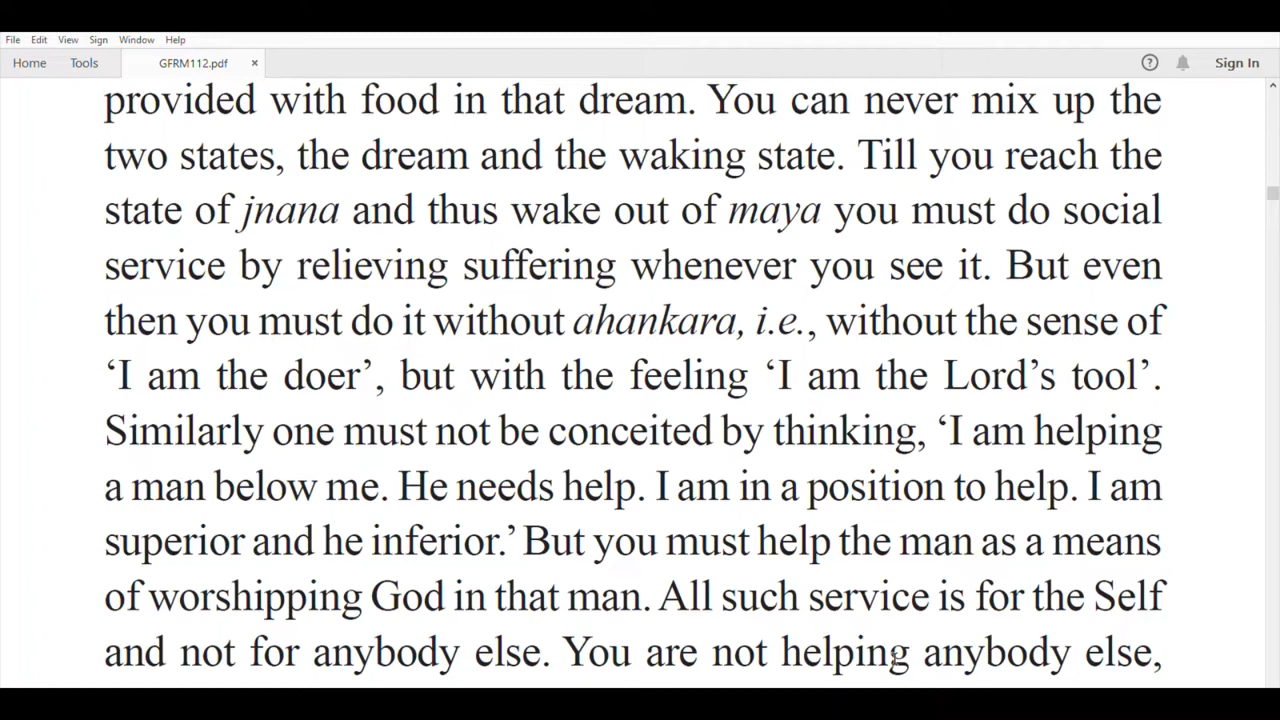 File Edit View Sign Window Help
Home Tools GFRM112.pdf × ? Sign In
provided with food in that dream. You can never mix up the
two states, the dream and the waking state. Till you reach the
state of jnana and thus wake out of maya you must do social
service by relieving suffering whenever you see it. But even
then you must do it without ahankara, i.e., without the sense of
‘I am the doer’, but with the feeling ‘I am the Lord’s tool’.
Similarly one must not be conceited by thinking, ‘I am helping
a man below me. He needs help. I am in a position to help. I am
superior and he inferior.’ But you must help the man as a means
of worshipping God in that man. All such service is for the Self
and not for anybody else. You are not helping anybody else,